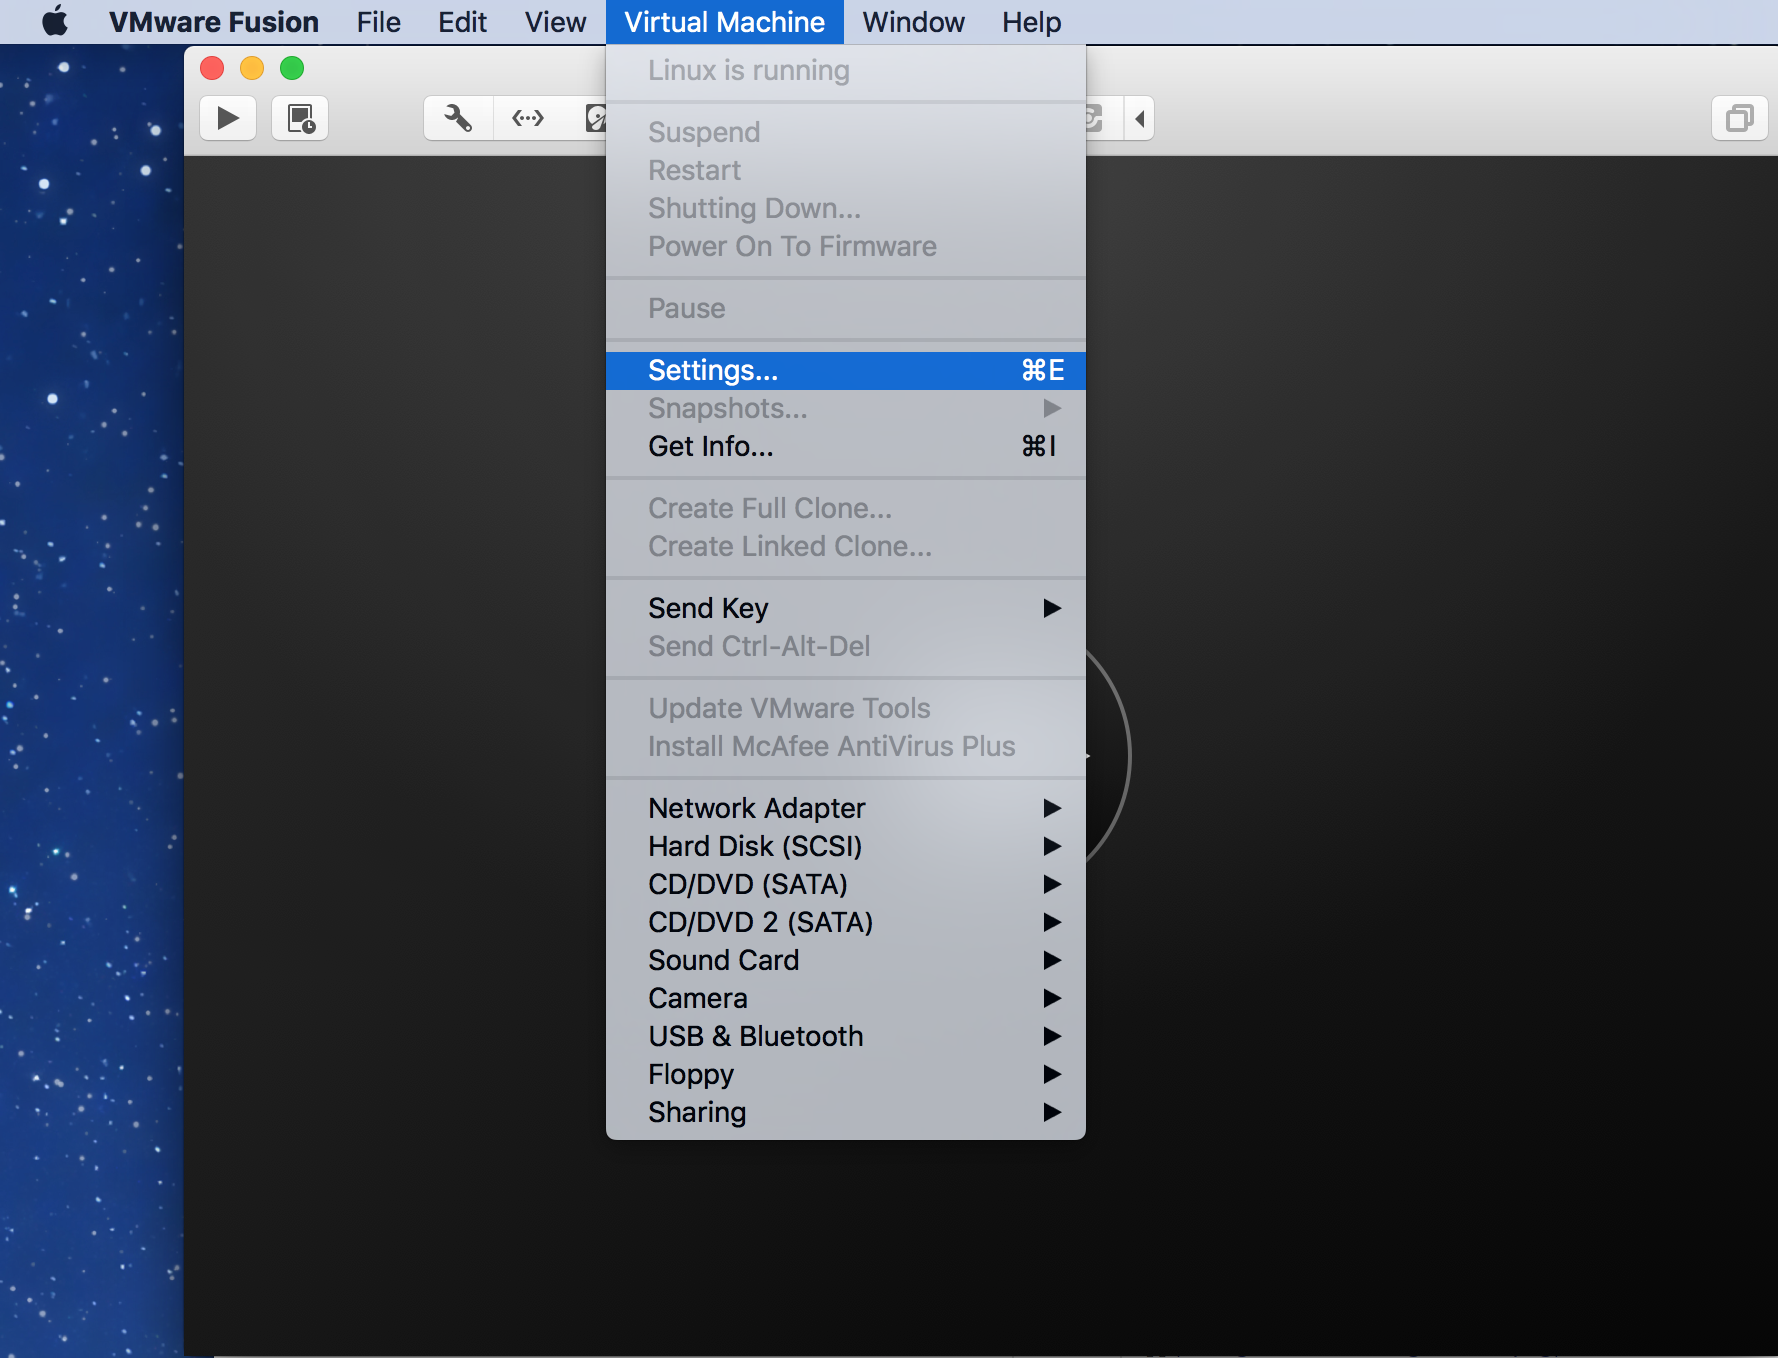 VMware Fusion File Edit View Virtual Machine Window Help
Linux is running
Suspend
Restart
Shutting Down...
Power On To Firmware
Pause
Settings... ⌘E
Snapshots...
Get Info... ⌘I
Create Full Clone...
Create Linked Clone...
Send Key
Send Ctrl-Alt-Del
Update VMware Tools
Install McAfee AntiVirus Plus
Network Adapter
Hard Disk (SCSI)
CD/DVD (SATA)
CD/DVD 2 (SATA)
Sound Card
Camera
USB & Bluetooth
Floppy
Sharing